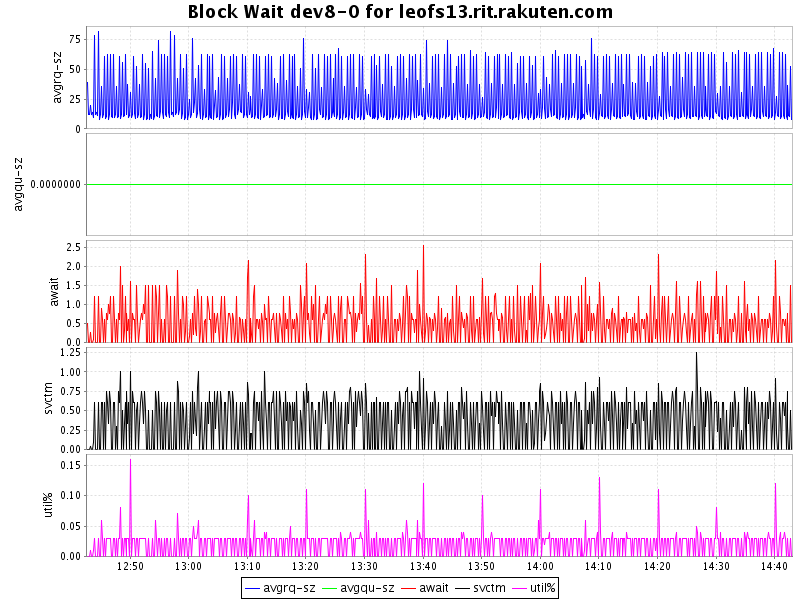 Block Wait dev8-0 for leofs13.rit.rakuten.com
avgrq-sz
75
50
25
0
avgqu-sz
0.0000000
await
2.5
2.0
1.5
1.0
0.5
0.0
svctm
1.25
1.00
0.75
0.50
0.25
0.00
util%
0.15
0.10
0.05
0.00
12:50 13:00 13:10 13:20 13:30 13:40 13:50 14:00 14:10 14:20 14:30 14:40
avgrq-sz avgqu-sz await svctm util%